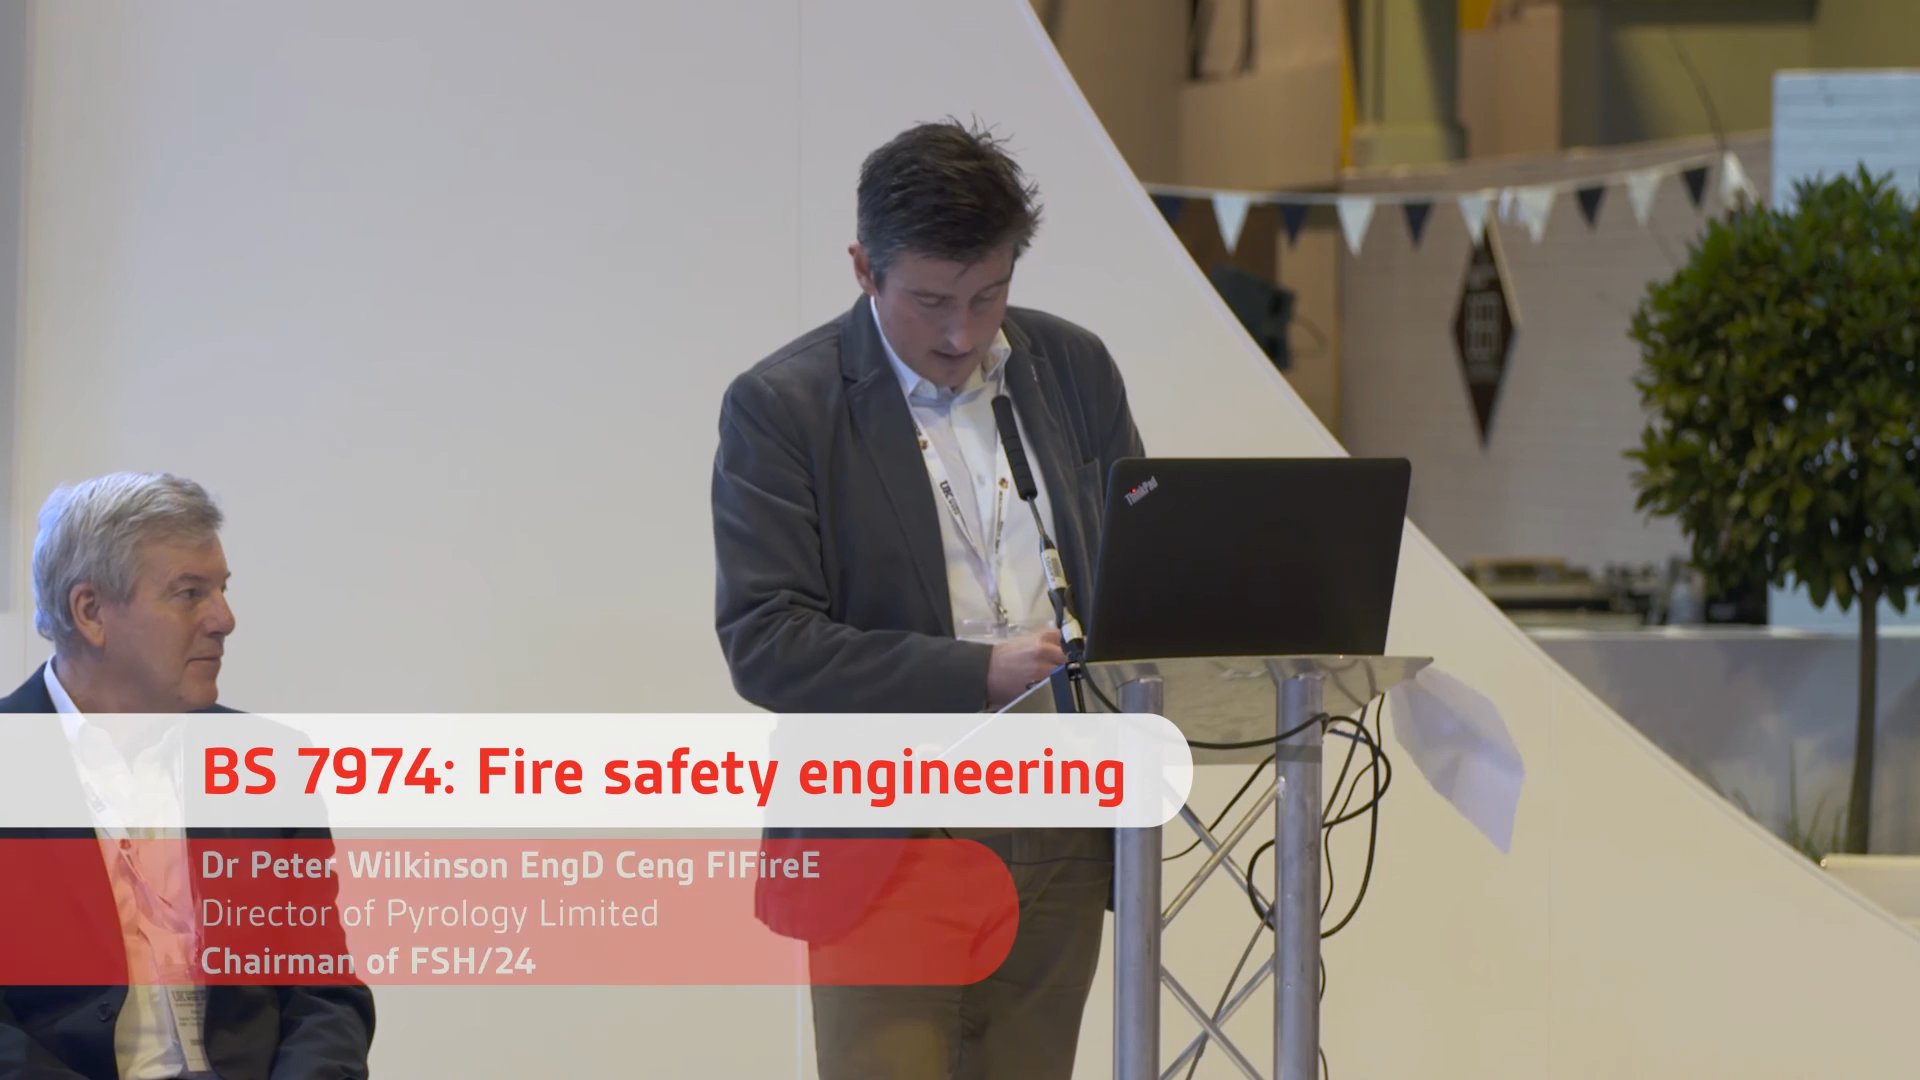 ThinkPad
UK
BS 7974: Fire safety engineering
Dr Peter Wilkinson EngD Ceng FIFireE
Director of Pyrology Limited
Chairman of FSH/24